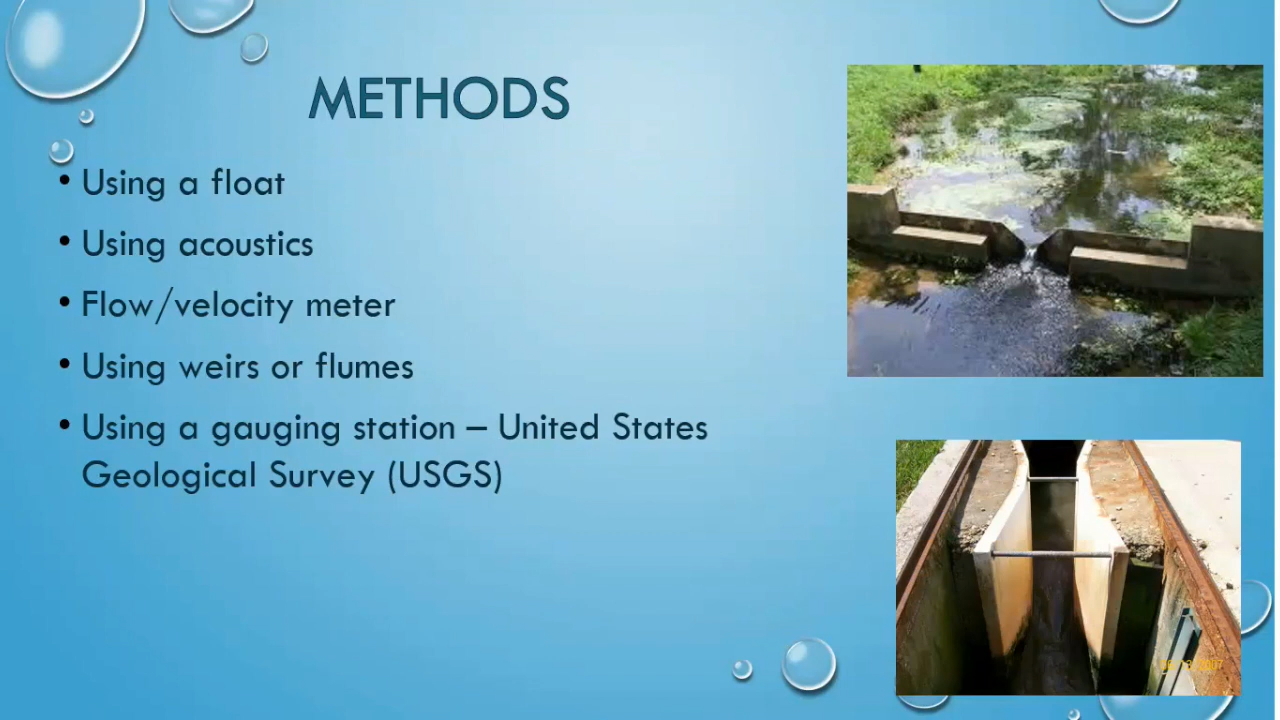 METHODS
• Using a float
• Using acoustics
• Flow/velocity meter
• Using weirs or flumes
• Using a gauging station – United States
Geological Survey (USGS)